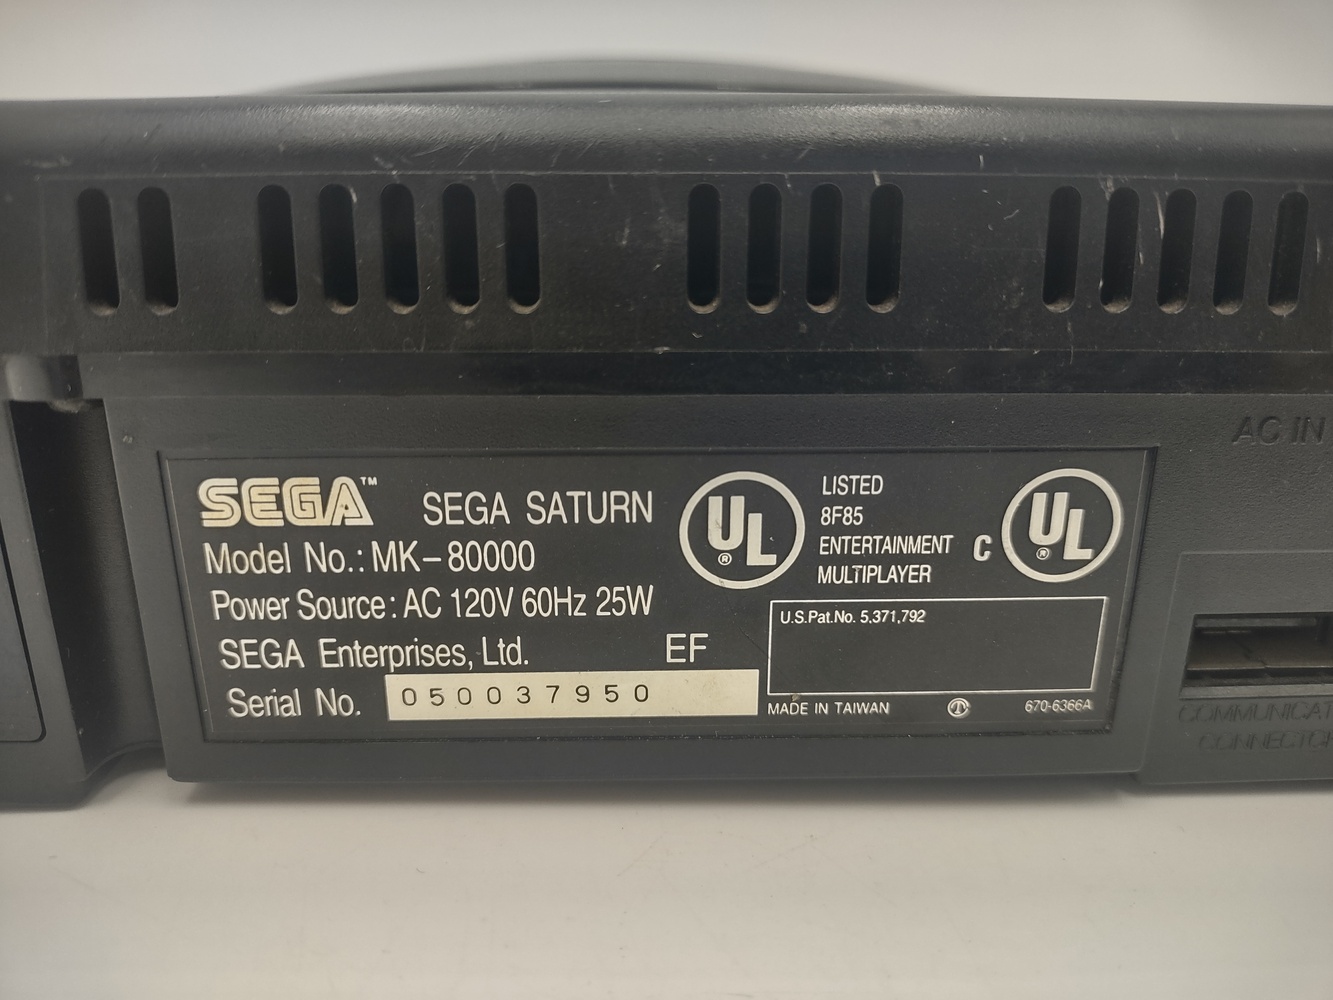 AC IN
SEGA™ SEGA SATURN
Model No.: MK-80000
Power Source: AC 120V 60Hz 25W
SEGA Enterprises, Ltd. EF
Serial No. 050037950
UL ®
LISTED
8F85
ENTERTAINMENT
MULTIPLAYER
C UL ®
U.S.Pat.No. 5,371,792
MADE IN TAIWAN 670-6366A
COMMUNICAT
CONNECTOR